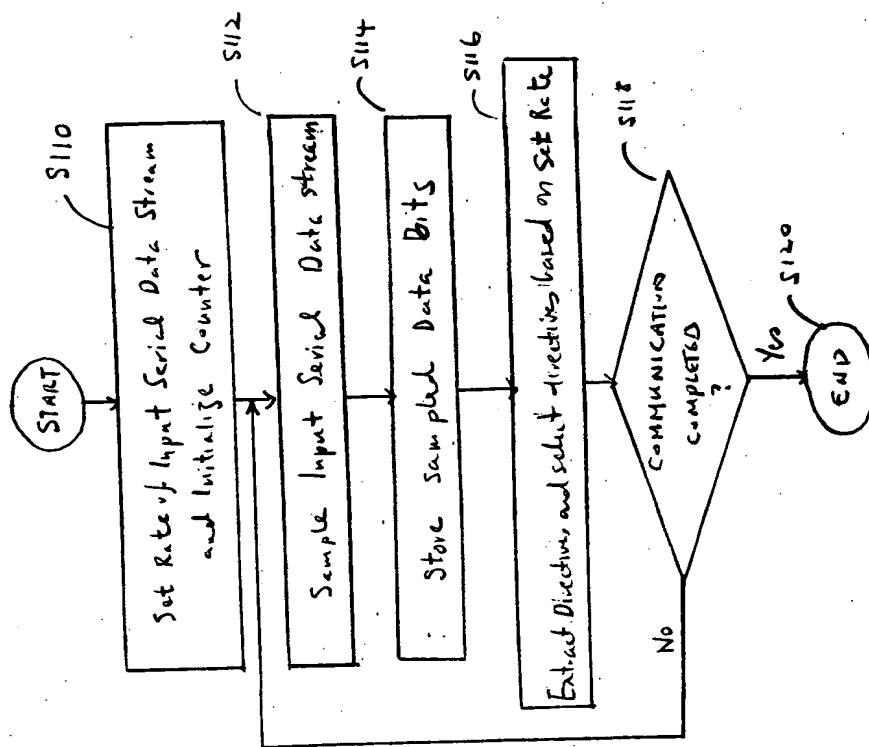 START
S110
Set Rate of Input Serial Data Stream
and Initialize Counter
S112
Sample Input Serial Data stream
S114
Store Sampled Data Bits
S116
Extract Directives, and select directives based on Set Rate
S118
COMMUNICATION
COMPLETED
?
No
Yes
S120
END